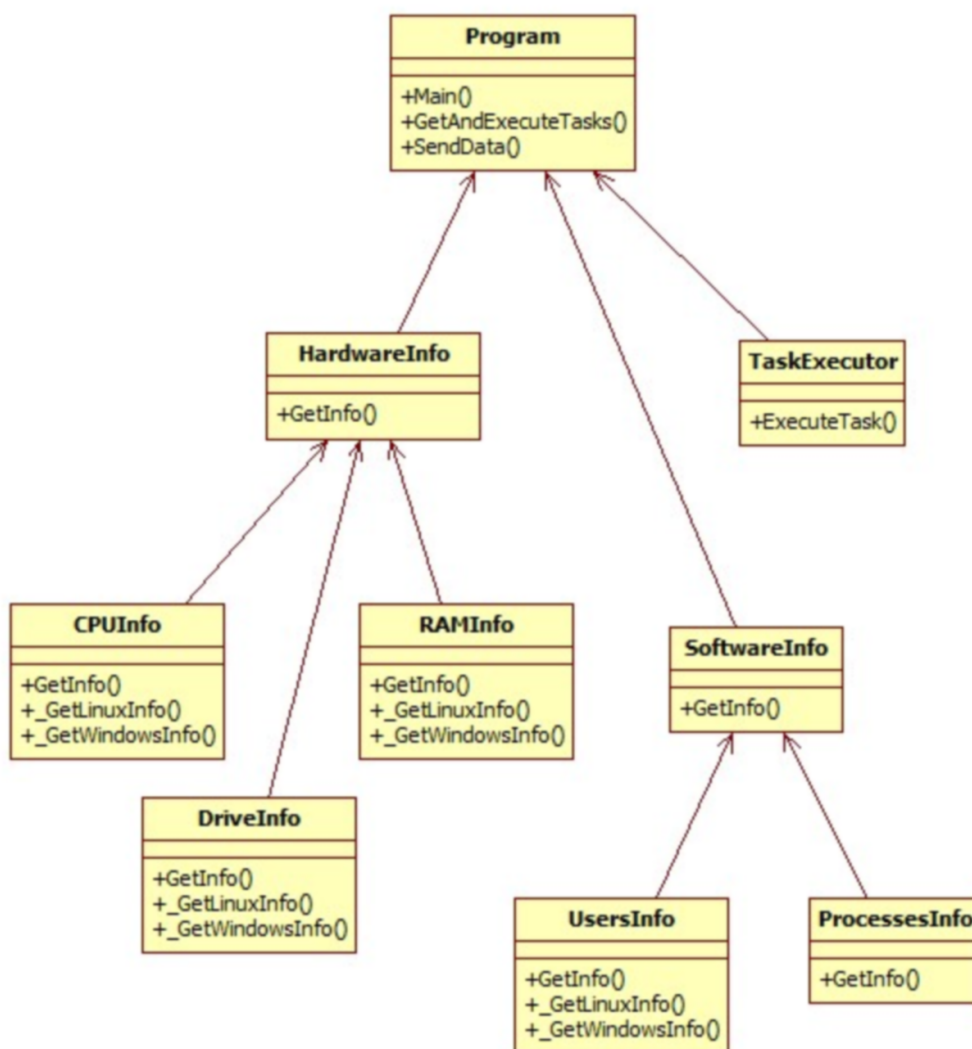 Program
+Main()
+GetAndExecuteTasks()
+SendData()
HardwareInfo
+GetInfo()
TaskExecutor
+ExecuteTask()
CPUInfo
+GetInfo()
+_GetLinuxInfo()
+_GetWindowsInfo()
RAMInfo
+GetInfo()
+_GetLinuxInfo()
+_GetWindowsInfo()
SoftwareInfo
+GetInfo()
DriveInfo
+GetInfo()
+_GetLinuxInfo()
+_GetWindowsInfo()
UsersInfo
+GetInfo()
+_GetLinuxInfo()
+_GetWindowsInfo()
ProcessesInfo
+GetInfo()